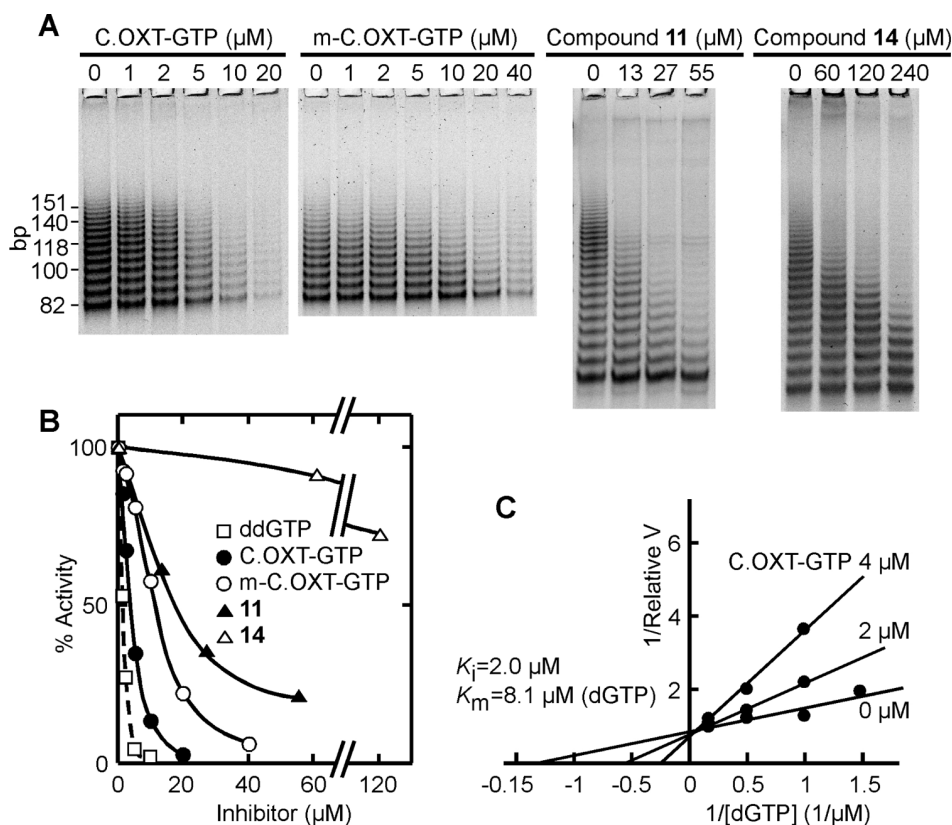 A
C.OXT-GTP (µM)
0 1 2 5 10 20
m-C.OXT-GTP (µM)
0 1 2 5 10 20 40
Compound 11 (µM)
0 13 27 55
Compound 14 (µM)
0 60 120 240
bp
151
140
118
100
82
B
% Activity
100
50
0
ddGTP
C.OXT-GTP
m-C.OXT-GTP
11
14
0 20 40 60 120
Inhibitor (µM)
C
1/Relative V
6
4
2
C.OXT-GTP 4 µM
2 µM
0 µM
Ki=2.0 µM
Km=8.1 µM (dGTP)
-0.15 -1 -0.5 0 0.5 1.0 1.5
1/[dGTP] (1/µM)